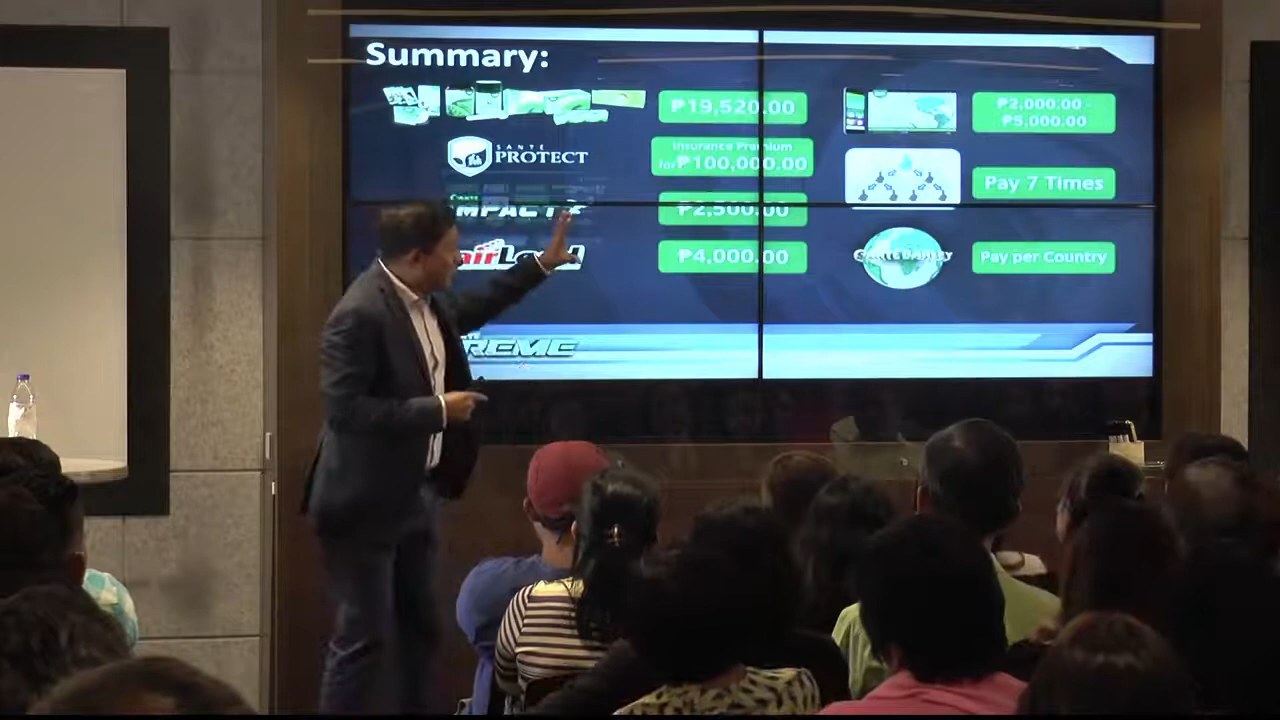 Summary:
₱19,520.00
SANTÉ
PROTECT
Insurance Premium
for ₱100,000.00
₱2,500.00
₱4,000.00
₱2,000.00 -
₱5,000.00
Pay 7 Times
Pay per Country